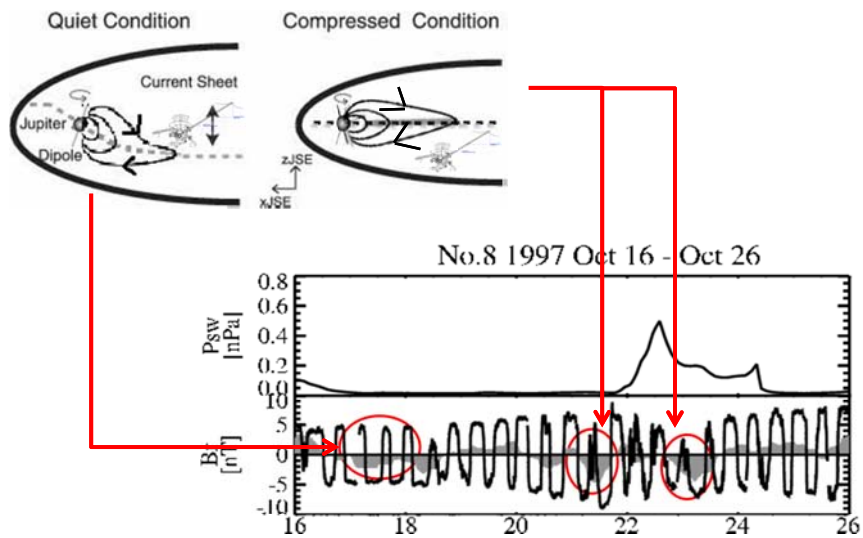 Quiet Condition
Compressed Condition
Current Sheet
Jupiter
Dipole
zJSE
xJSE
No.8 1997 Oct 16 - Oct 26
Psw
[nPa]
0.8
0.6
0.4
0.2
0.0
[nT]
10
5
0
-5
-10
16 18 20 22 24 26